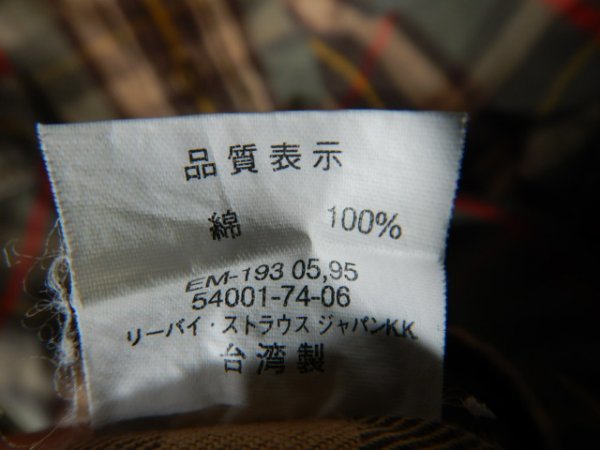 品質表示
綿 100%
EM-193 05,95
54001-74-06
リーバイ・ストラウス ジャパンK.K.
台湾製